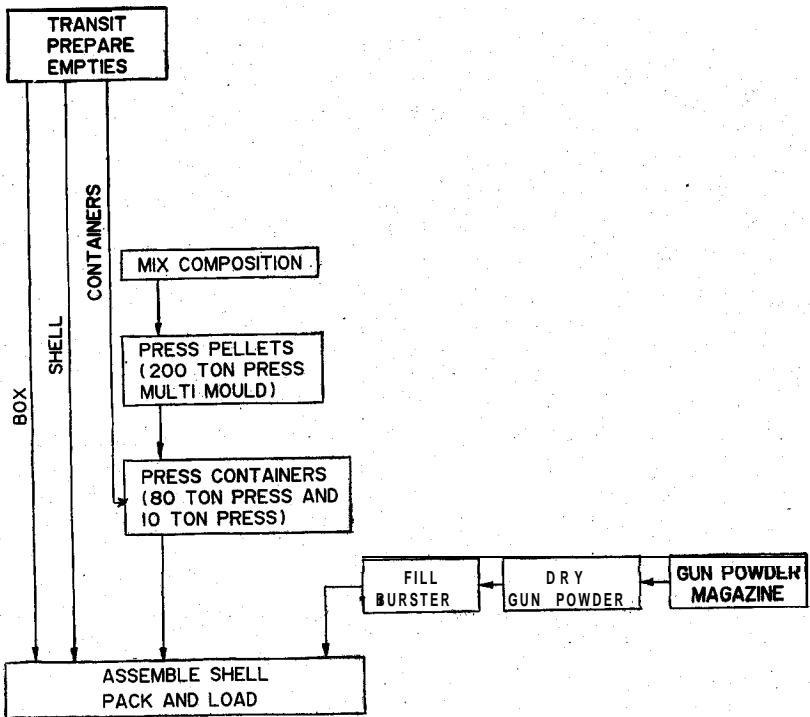 TRANSIT
PREPARE
EMPTIES
CONTAINERS
SHELL
BOX
MIX COMPOSITION
PRESS PELLETS
(200 TON PRESS
MULTI MOULD)
PRESS CONTAINERS
(80 TON PRESS AND
10 TON PRESS)
FILL
BURSTER
DRY
GUN POWDER
GUN POWDER
MAGAZINE
ASSEMBLE SHELL
PACK AND LOAD